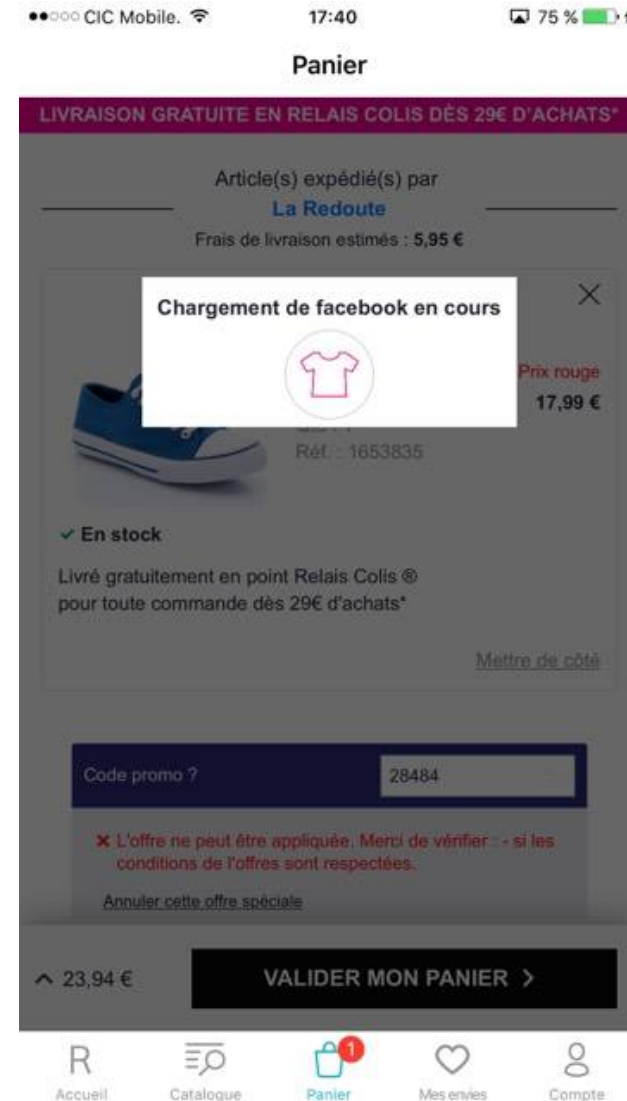 CIC Mobile. 17:40 75 %
Panier
LIVRAISON GRATUITE EN RELAIS COLIS DÈS 29€ D'ACHATS*
Article(s) expédié(s) par
La Redoute
Frais de livraison estimés : 5,95 €
Chargement de facebook en cours
Prix rouge
17,99 €
Réf. : 1653835
✓ En stock
Livré gratuitement en point Relais Colis ®
pour toute commande dès 29€ d'achats*
Mettre de côté
Code promo ? 28484
✖ L'offre ne peut être appliquée. Merci de vérifier : - si les
conditions de l'offres sont respectées.
Annuler cette offre spéciale
23,94 € VALIDER MON PANIER >
R 1
Accueil Catalogue Panier Mes envies Compte